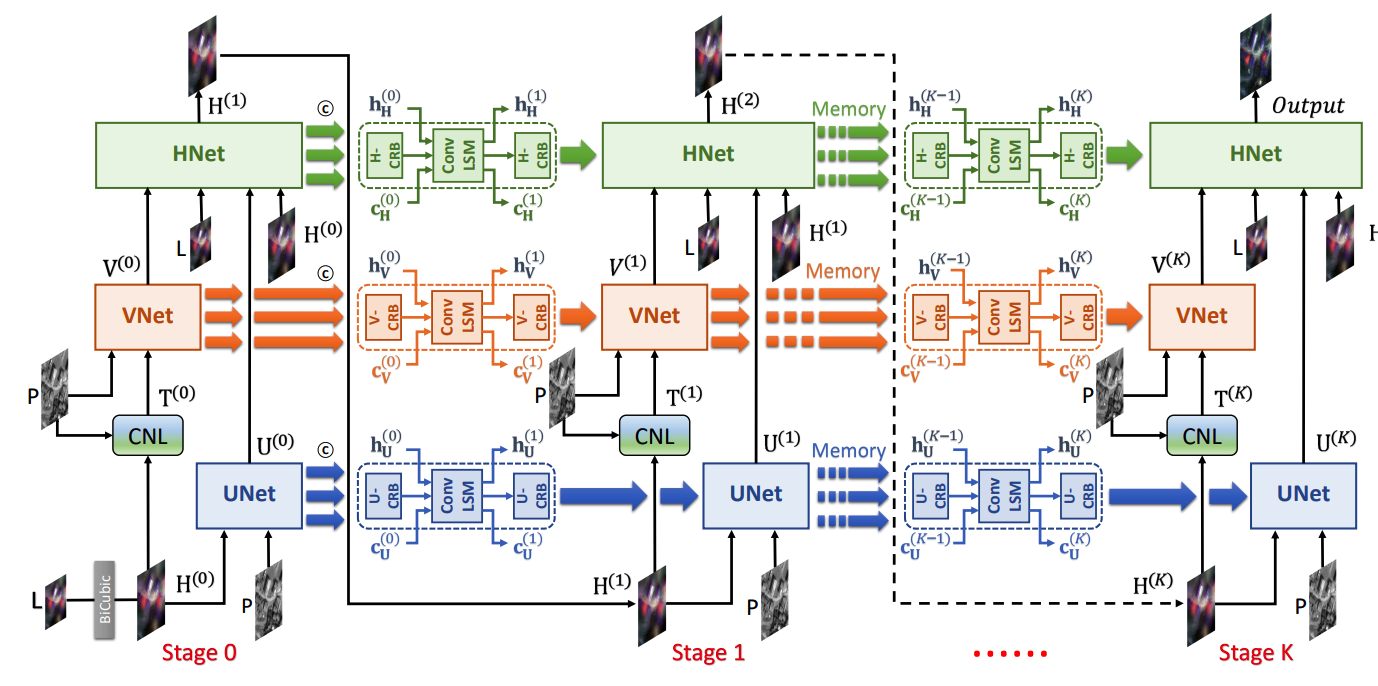 H⁽¹⁾
H⁽²⁾
Output
©
h_H^(0)
h_H^(1)
Memory
h_H^(K−1)
h_H^(K)
HNet
H-CRB
Conv LSM
H-CRB
HNet
H-CRB
Conv LSM
H-CRB
HNet
c_H^(0)
c_H^(1)
c_H^(K−1)
c_H^(K)
L
H⁽⁰⁾
L
H⁽¹⁾
L
H
V⁽⁰⁾
©
h_V^(0)
h_V^(1)
V⁽¹⁾
Memory
h_V^(K−1)
h_V^(K)
V^(K)
VNet
V-CRB
Conv LSM
V-CRB
VNet
V-CRB
Conv LSM
V-CRB
VNet
c_V^(0)
c_V^(1)
c_V^(K−1)
c_V^(K)
P
T⁽⁰⁾
P
T⁽¹⁾
P
T^(K)
CNL
U⁽⁰⁾
©
h_U^(0)
h_U^(1)
CNL
U⁽¹⁾
Memory
h_U^(K−1)
h_U^(K)
CNL
U^(K)
UNet
U-CRB
Conv LSM
U-CRB
UNet
U-CRB
Conv LSM
U-CRB
UNet
c_U^(0)
c_U^(1)
c_U^(K−1)
c_U^(K)
L
BiCubic
H⁽⁰⁾
P
H⁽¹⁾
P
H^(K)
P
Stage 0
Stage 1
......
Stage K